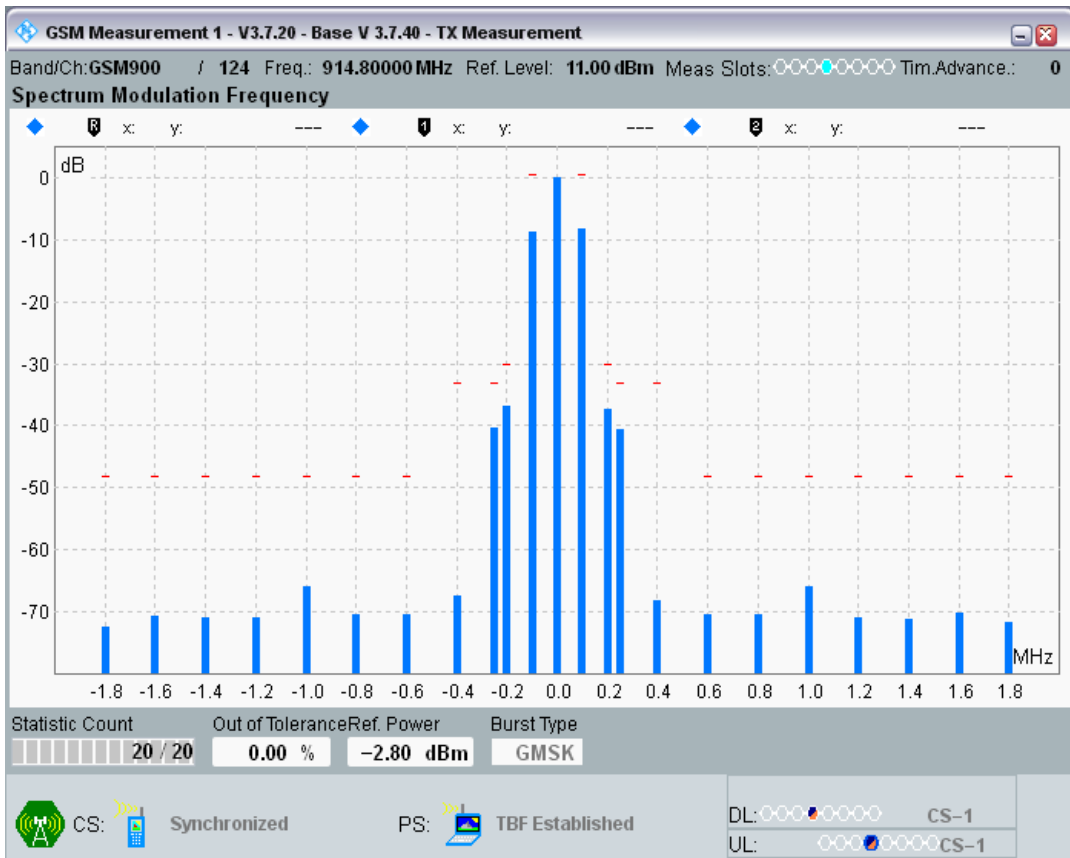 GSM Measurement 1 - V3.7.20 - Base V 3.7.40 - TX Measurement
Band/Ch:GSM900 / 124 Freq.: 914.80000 MHz Ref. Level: 11.00 dBm Meas Slots: Tim.Advance.: 0
Spectrum Modulation Frequency
R x: y: --- 1 x: y: --- 2 x: y: ---
dB
0
-10
-20
-30
-40
-50
-60
-70
MHz
-1.8 -1.6 -1.4 -1.2 -1.0 -0.8 -0.6 -0.4 -0.2 0.0 0.2 0.4 0.6 0.8 1.0 1.2 1.4 1.6 1.8
Statistic Count Out of Tolerance Ref. Power Burst Type
20 / 20 0.00 % -2.80 dBm GMSK
CS: Synchronized PS: TBF Established
DL: CS-1
UL: CS-1